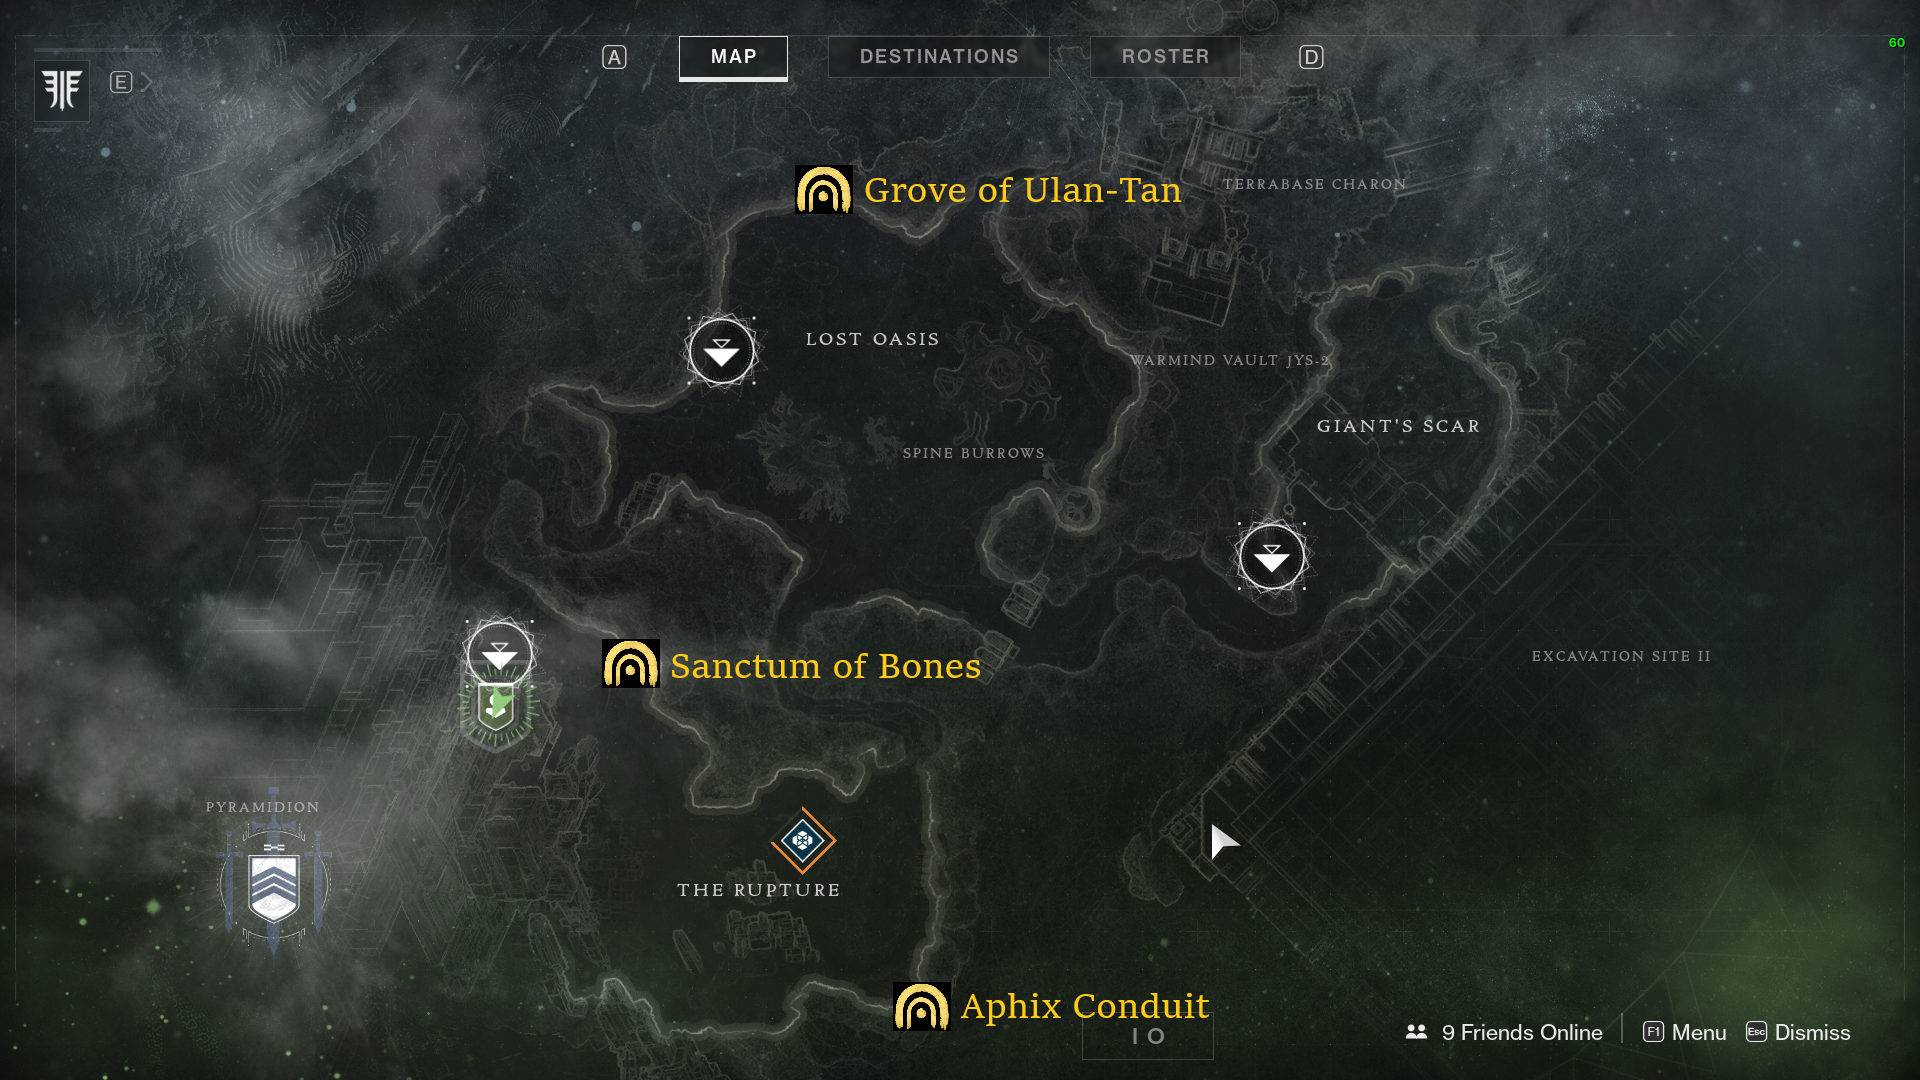 60
A
MAP
DESTINATIONS
ROSTER
D
E
Grove of Ulan-Tan
TERRABASE CHARON
LOST OASIS
WARMIND VAULT JYS-2
GIANT'S SCAR
SPINE BURROWS
Sanctum of Bones
EXCAVATION SITE II
PYRAMIDION
THE RUPTURE
Aphix Conduit
IO
9 Friends Online
F1 Menu
Esc Dismiss